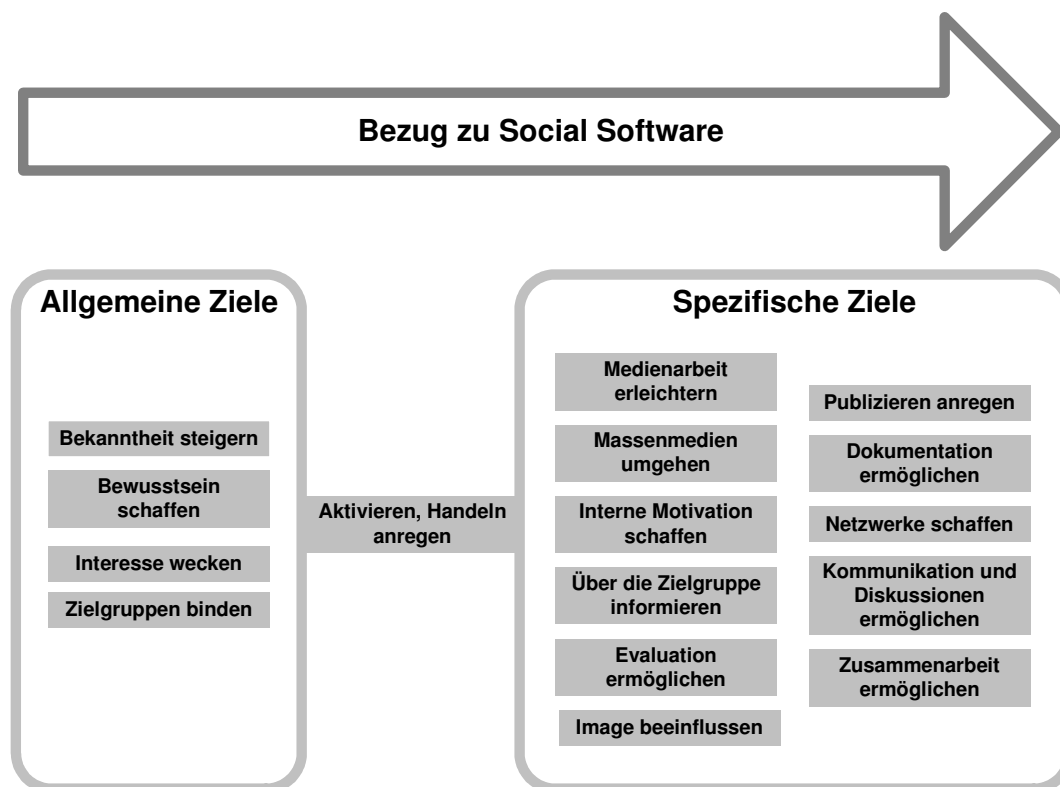 Bezug zu Social Software
Allgemeine Ziele
Bekanntheit steigern
Bewusstsein
schaffen
Interesse wecken
Zielgruppen binden
Aktivieren, Handeln
anregen
Spezifische Ziele
Medienarbeit
erleichtern
Massenmedien
umgehen
Interne Motivation
schaffen
Über die Zielgruppe
informieren
Evaluation
ermöglichen
Image beeinflussen
Publizieren anregen
Dokumentation
ermöglichen
Netzwerke schaffen
Kommunikation und
Diskussionen
ermöglichen
Zusammenarbeit
ermöglichen